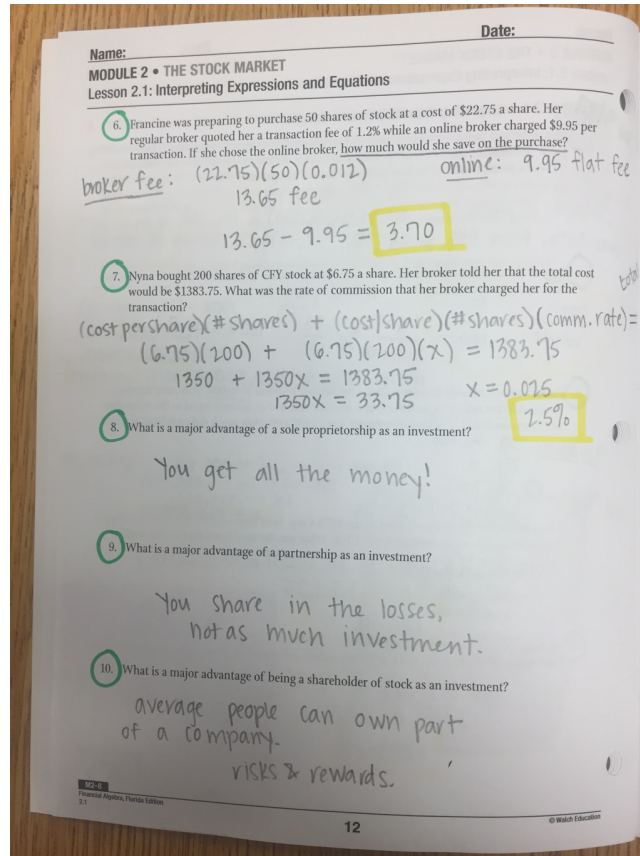 Date:
Name:
MODULE 2 • THE STOCK MARKET
Lesson 2.1: Interpreting Expressions and Equations
6. Francine was preparing to purchase 50 shares of stock at a cost of $22.75 a share. Her
regular broker quoted her a transaction fee of 1.2% while an online broker charged $9.95 per
transaction. If she chose the online broker, how much would she save on the purchase?
broker fee: (22.75)(50)(0.012) online: 9.95 flat fee
13.65 fee
13.65 - 9.95 = 3.70
7. Nyna bought 200 shares of CFY stock at $6.75 a share. Her broker told her that the total cost
would be $1383.75. What was the rate of commission that her broker charged her for the
transaction?
total
(cost per share)(# shares) + (cost/share)(# shares)(comm. rate) =
(6.75)(200) + (6.75)(200)(x) = 1383.75
1350 + 1350x = 1383.75
1350x = 33.75 x = 0.025
2.5%
8. What is a major advantage of a sole proprietorship as an investment?
You get all the money!
9. What is a major advantage of a partnership as an investment?
You share in the losses,
not as much investment.
10. What is a major advantage of being a shareholder of stock as an investment?
average people can own part
of a company.
risks & rewards.
M2-8
Financial Algebra, Florida Edition
2.1
12
© Walch Education